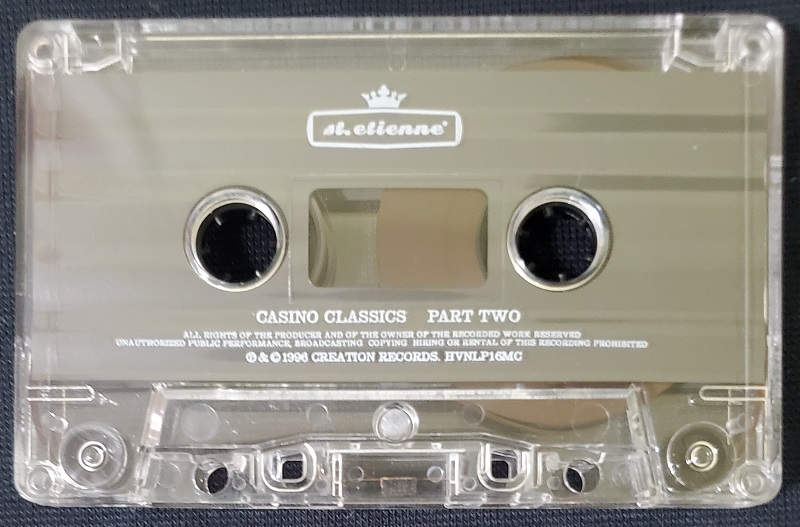 st. etienne
CASINO CLASSICS PART TWO
ALL RIGHTS OF THE PRODUCER AND OF THE OWNER OF THE RECORDED WORK RESERVED
UNAUTHORIZED PUBLIC PERFORMANCE, BROADCASTING COPYING HIRING OR RENTAL OF THIS RECORDING PROHIBITED
℗ & © 1996 CREATION RECORDS. HVNLP16MC